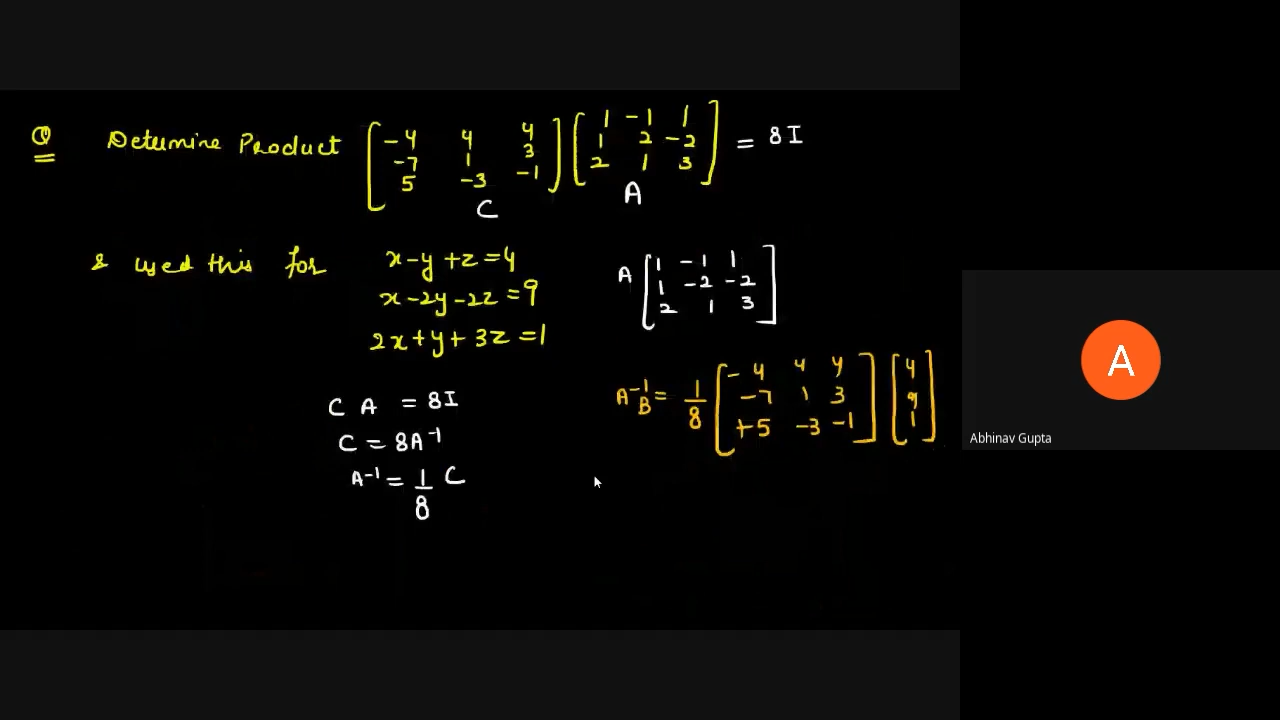 Q Determine Product [-4 4 4 [1 -1 1 = 8I
-7 1 3 1 2 -2
5 -3 -1] 2 1 3]
C A
& used this for x-y+z=4
x-2y-2z=9
2x+y+3z=1
A [1 -1 1
1 -2 -2
2 1 3]
C A = 8I
C = 8A⁻¹
A⁻¹ = 1/8 C
A⁻¹B = 1/8 [-4 4 4 [4
-7 1 3 9
+5 -3 -1] 1]
A
Abhinav Gupta